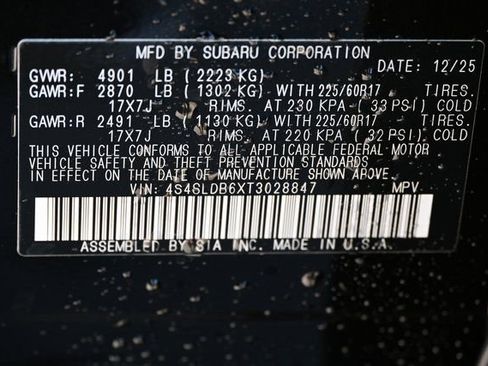 MFD BY SUBARU CORPORATION
DATE: 12/25
GVWR: 4901 LB (2223 KG)
GAWR:F 2870 LB (1302 KG) WITH 225/60R17 TIRES.
17X7J RIMS. AT 230 KPA (33 PSI) COLD
GAWR:R 2491 LB (1130 KG) WITH 225/60R17 TIRES.
17X7J RIMS. AT 220 KPA (32 PSI) COLD
THIS VEHICLE CONFORMS TO ALL APPLICABLE FEDERAL MOTOR
VEHICLE SAFETY AND THEFT PREVENTION STANDARDS
IN EFFECT ON THE DATE OF MANUFACTURE SHOWN ABOVE.
VIN: 4S4SLDB6XT3028847 MPV
ASSEMBLED BY SIA INC. MADE IN U.S.A.